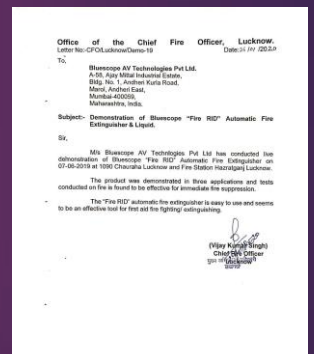 Office of the Chief Fire Officer, Lucknow.
Letter No:-CFO/Lucknow/Demo-19 Date:
To,
Bluescope AV Technologies Pvt Ltd.
A-58, Ajay Mittal Industrial Estate,
Bldg. No. 1, Andheri Kurla Road,
Marol, Andheri East,
Mumbai-400059,
Maharashtra, India.
Subject:- Demonstration of Bluescope "Fire RID" Automatic Fire
Extinguisher & Liquid.
Sir,
M/s Bluescope AV Technlogies Pvt Ltd has conducted live
demonstration of Bluescope "Fire RID" Automatic Fire Extinguisher on
07-06-2019 at 1090 Chauraha Lucknow and Fire Station Hazratganj Lucknow.
The product was demonstrated in three applications and tests
conducted on fire is found to be effective for immediate fire suppression.
The "Fire RID" automatic fire extinguisher is easy to use and seems
to be an effective tool for first aid fire fighting/ extinguishing.
(Vijay Kumar Singh)
Chief Fire Officer
Lucknow